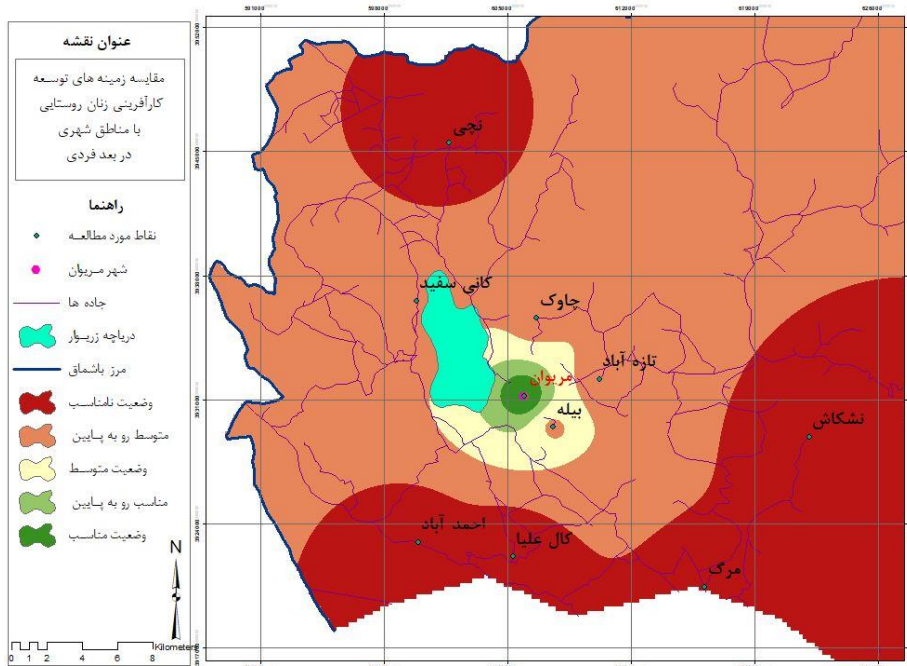 عنوان نقشه
مقایسه زمینه های توسعه
کارآفرینی زنان روستایی
با مناطق شهری
در بعد فردی
راهنما
نقاط مورد مطالعه
شهر مریوان
جاده ها
دریاچه زریوار
مرز باشماق
وضعیت نامناسب
متوسط رو به پایین
وضعیت متوسط
مناسب رو به پایین
وضعیت مناسب
N
Kilometers
0 1 2 4 6 8
نچی
کانی سفید
چاوک
تازه آباد
مریوان
بیله
نشکاش
احمد آباد
کال علیا
مرگ